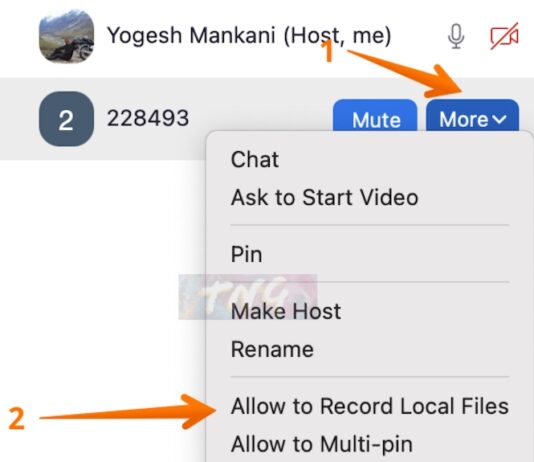 Yogesh Mankani (Host, me)
1
2
228493
Mute
More
Chat
Ask to Start Video
Pin
TNG
Make Host
Rename
2
Allow to Record Local Files
Allow to Multi-pin